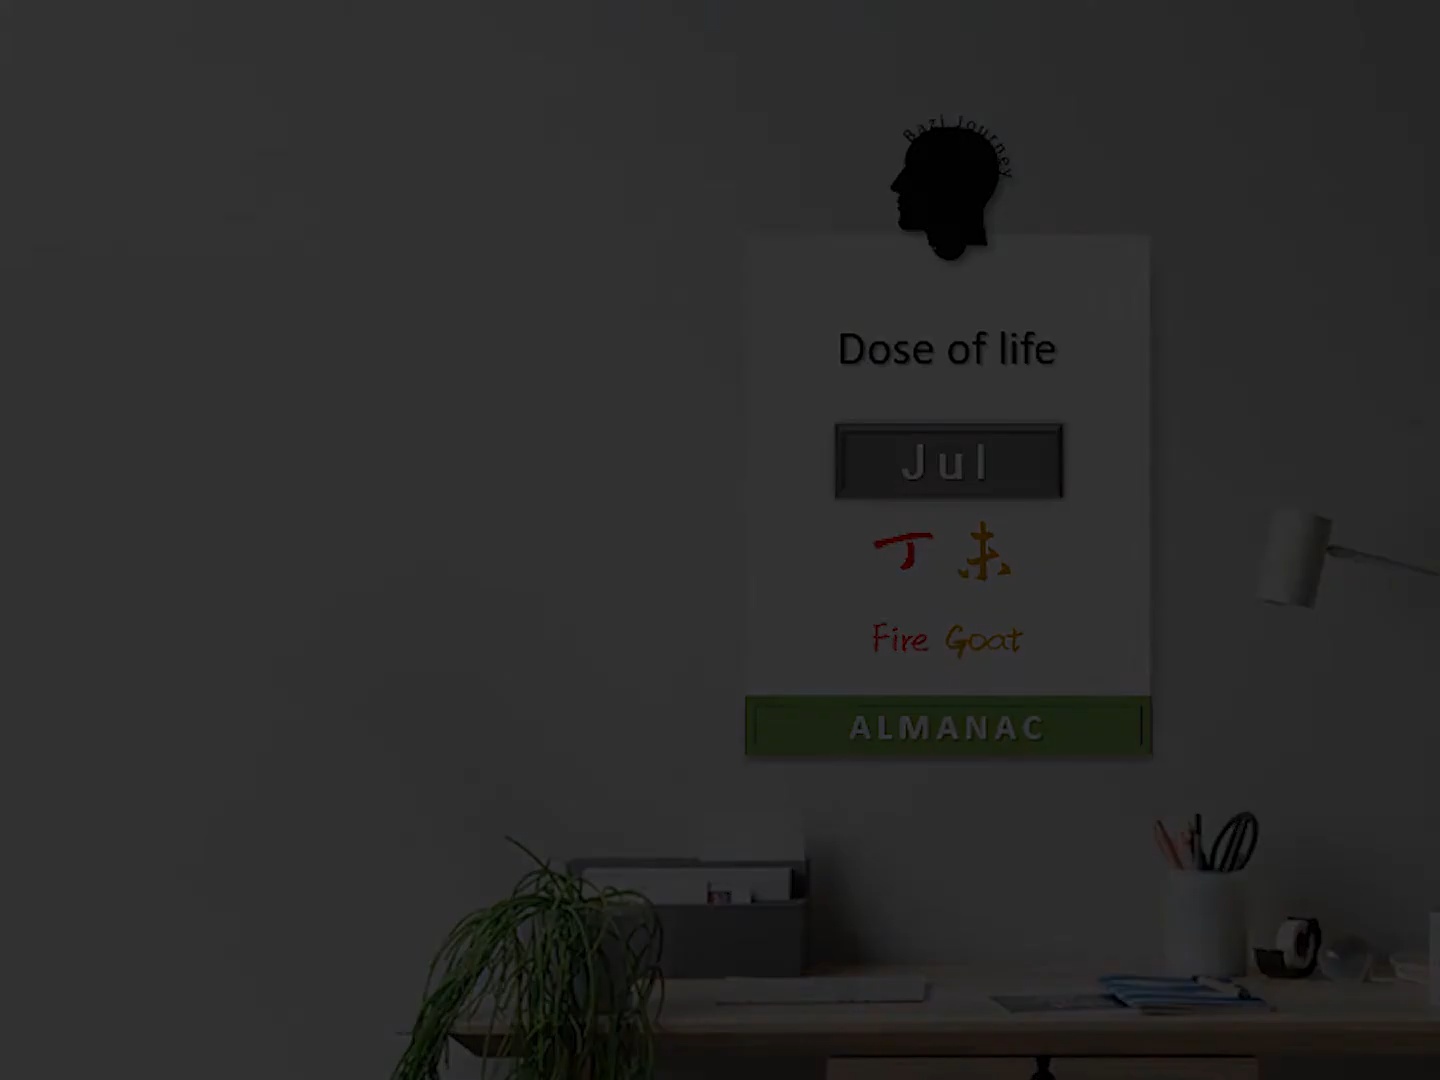 Bazi Journey
Dose of life
Jul
丁 未
Fire Goat
ALMANAC